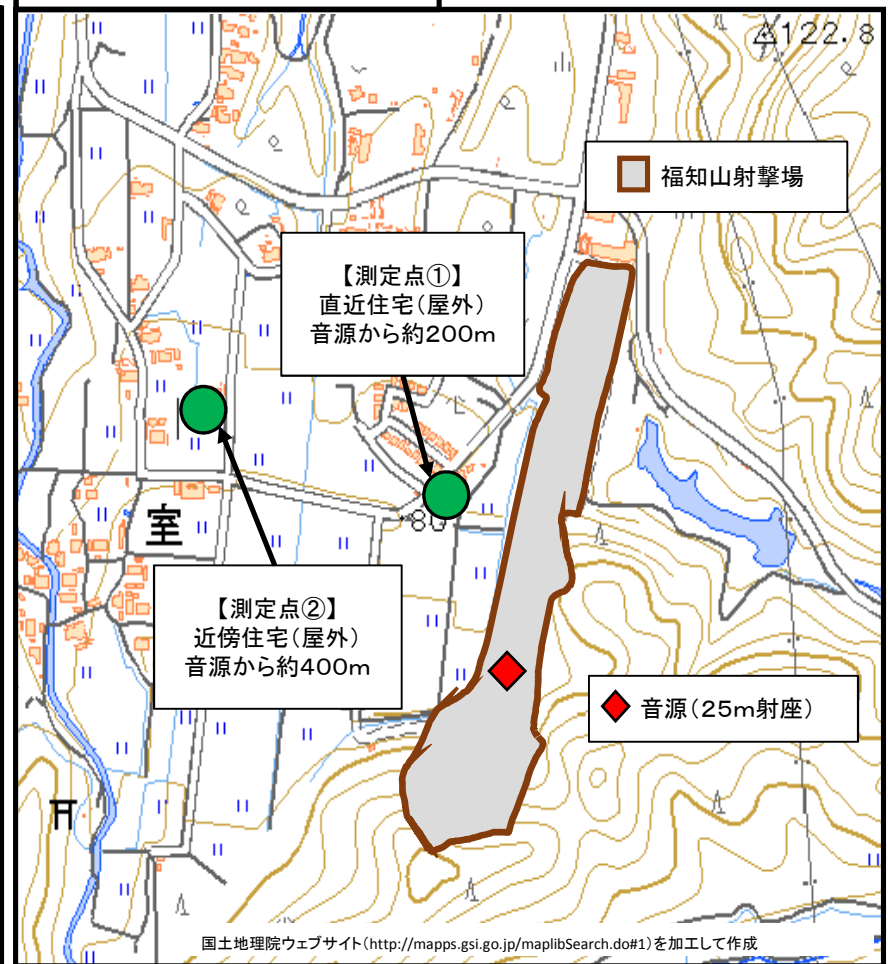 122.8
福知山射撃場
【測定点①】
直近住宅(屋外)
音源から約200m
80
室
【測定点②】
近傍住宅(屋外)
音源から約400m
音源(25m射座)
国土地理院ウェブサイト(http://mapps.gsi.go.jp/maplibSearch.do#1)を加工して作成